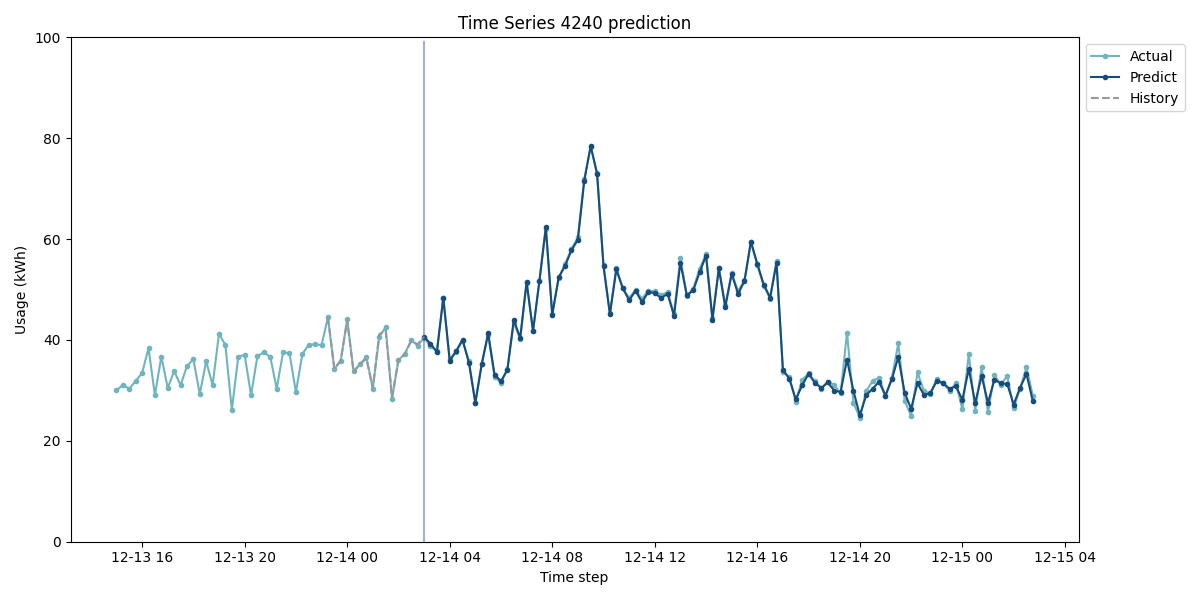 Time Series 4240 prediction
100
80
60
40
20
0
Usage (kWh)
12-13 16
12-13 20
12-14 00
12-14 04
12-14 08
12-14 12
12-14 16
12-14 20
12-15 00
12-15 04
Time step
Actual
Predict
History